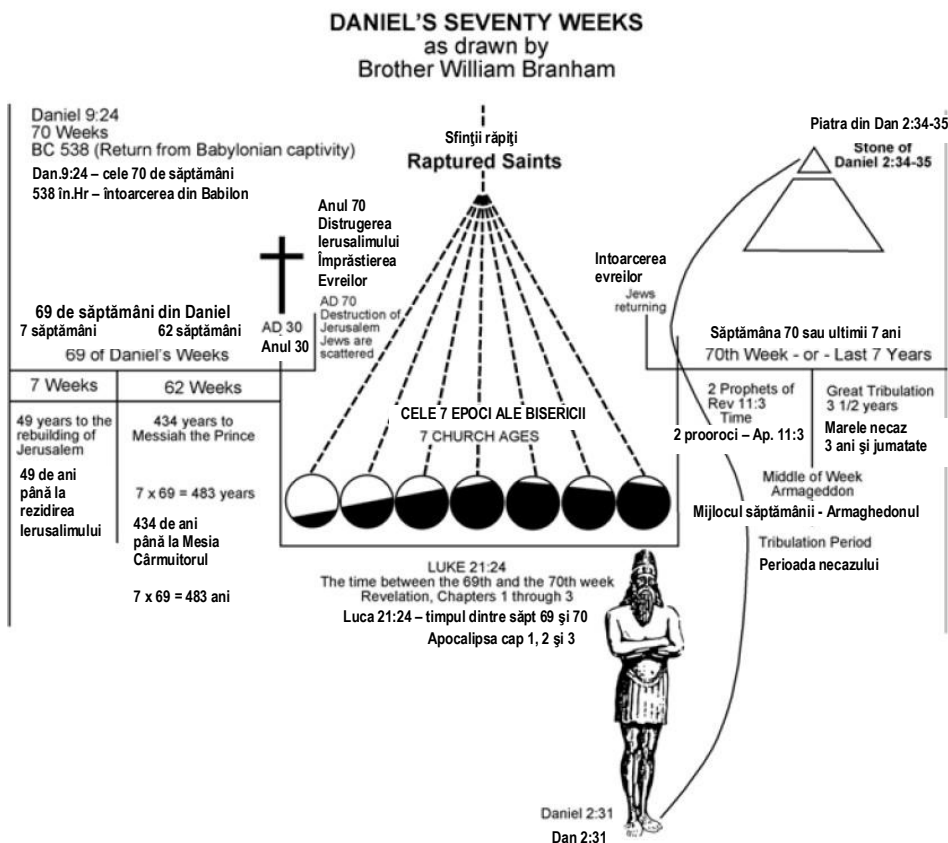 DANIEL'S SEVENTY WEEKS
as drawn by
Brother William Branham
Daniel 9:24
70 Weeks
BC 538 (Return from Babylonian captivity)
Dan.9:24 – cele 70 de săptămâni
538 în.Hr – întoarcerea din Babilon
69 de săptămâni din Daniel
7 săptămâni
62 săptămâni
69 of Daniel's Weeks
7 Weeks
62 Weeks
49 years to the
rebuilding of
Jerusalem
49 de ani
până la
rezidirea
Ierusalimului
434 years to
Messiah the Prince
7 x 69 = 483 years
434 de ani
până la Mesia
Cârmuitorul
7 x 69 = 483 ani
AD 30
Anul 30
Anul 70
Distrugerea
Ierusalimului
Împrăstierea
Evreilor
AD 70
Destruction of
Jerusalem
Jews are
scattered
Sfinții răpiți
Raptured Saints
CELE 7 EPOCI ALE BISERICII
7 CHURCH AGES
LUKE 21:24
The time between the 69th and the 70th week
Revelation, Chapters 1 through 3
Luca 21:24 – timpul dintre săpt 69 şi 70
Apocalipsa cap 1, 2 şi 3
Piatra din Dan 2:34-35
Stone of
Daniel 2:34-35
Intoarcerea
evreilor
Jews
returning
Săptămâna 70 sau ultimii 7 ani
70th Week - or - Last 7 Years
2 Prophets of
Rev 11:3
Time
2 prooroci – Ap. 11:3
Great Tribulation
3 1/2 years
Marele necaz
3 ani şi jumatate
Middle of Week
Armageddon
Mijlocul săptămânii - Armaghedonul
Tribulation Period
Perioada necazului
Daniel 2:31
Dan 2:31